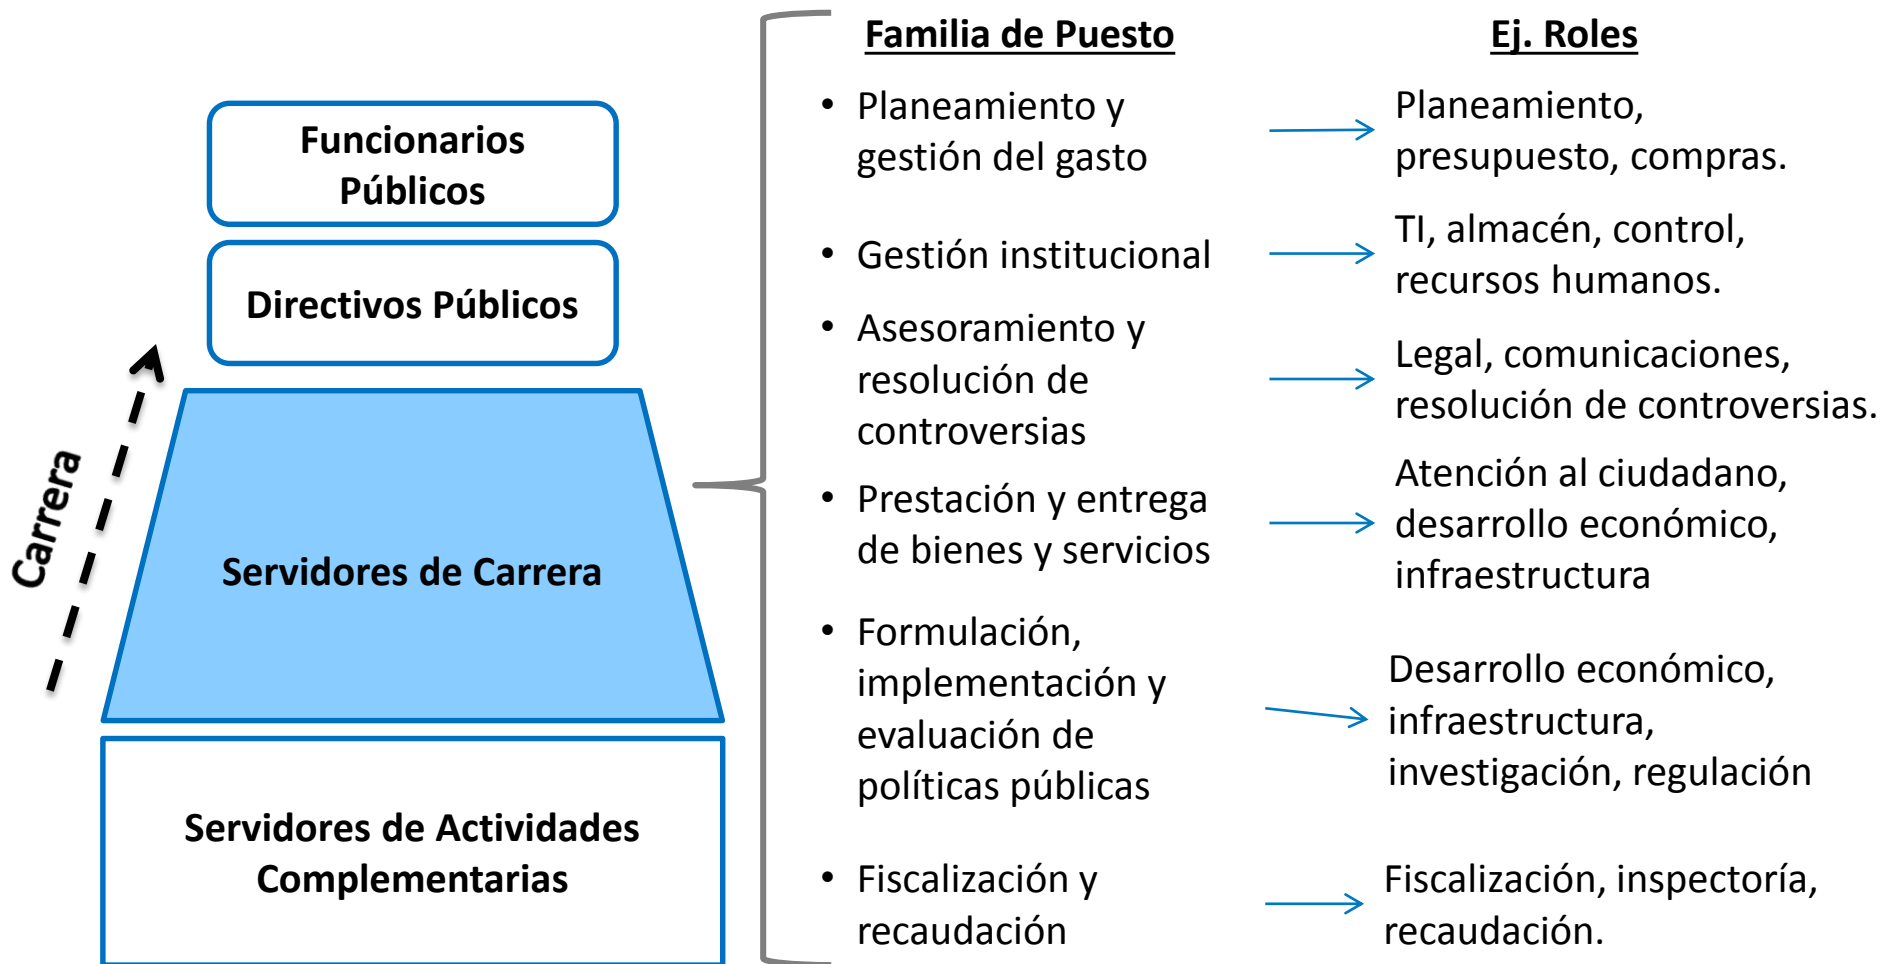 Funcionarios
Públicos
Directivos Públicos
Carrera
Servidores de Carrera
Servidores de Actividades
Complementarias
Familia de Puesto
Ej. Roles
• Planeamiento y
gestión del gasto
Planeamiento,
presupuesto, compras.
• Gestión institucional
TI, almacén, control,
recursos humanos.
• Asesoramiento y
resolución de
controversias
Legal, comunicaciones,
resolución de controversias.
• Prestación y entrega
de bienes y servicios
Atención al ciudadano,
desarrollo económico,
infraestructura
• Formulación,
implementación y
evaluación de
políticas públicas
Desarrollo económico,
infraestructura,
investigación, regulación
• Fiscalización y
recaudación
Fiscalización, inspectoría,
recaudación.